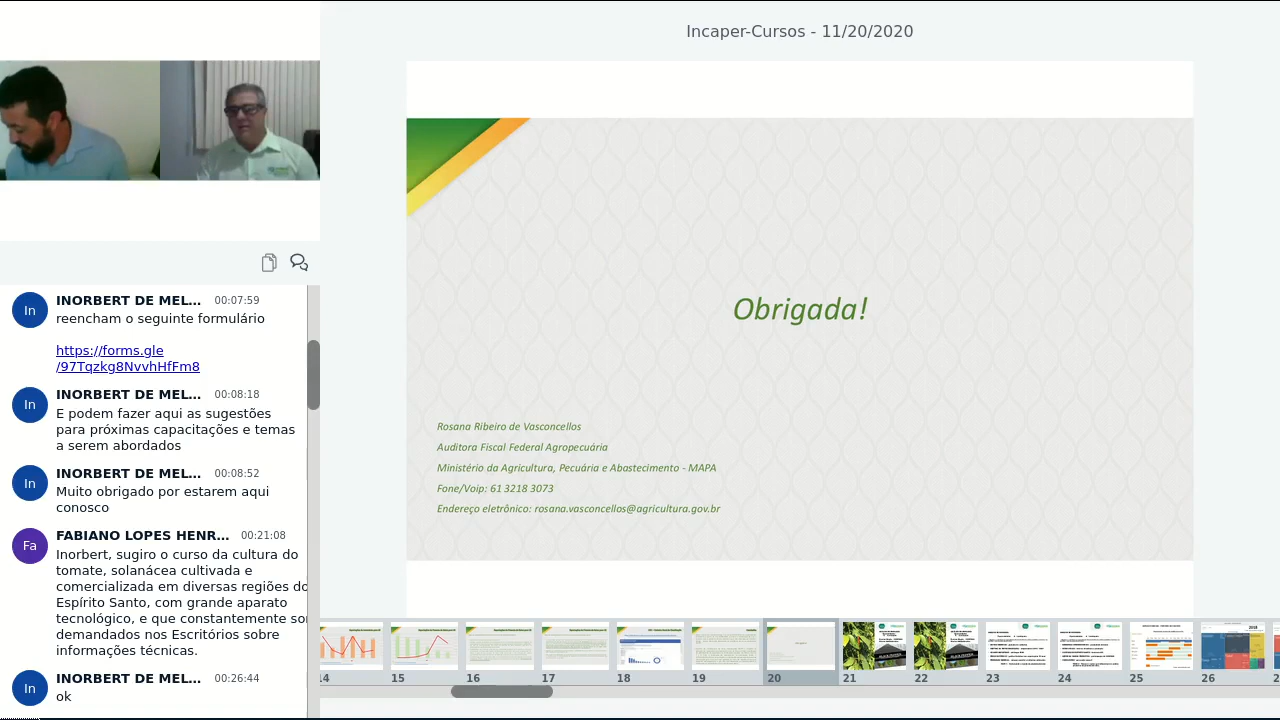 Incaper-Cursos - 11/20/2020
In
INORBERT DE MEL... 00:07:59
reencham o seguinte formulário
https://forms.gle
/97Tqzkg8NvvhHfFm8
In
INORBERT DE MEL... 00:08:18
E podem fazer aqui as sugestões
para próximas capacitações e temas
a serem abordados
In
INORBERT DE MEL... 00:08:52
Muito obrigado por estarem aqui
conosco
Fa
FABIANO LOPES HENR... 00:21:08
Inorbert, sugiro o curso da cultura do
tomate, solanácea cultivada e
comercializada em diversas regiões do
Espírito Santo, com grande aparato
tecnológico, e que constantemente
demandados nos Escritórios sobre
informações técnicas.
In
INORBERT DE MEL... 00:26:44
ok
Obrigada!
Rosana Ribeiro de Vasconcellos
Auditora Fiscal Federal Agropecuária
Ministério da Agricultura, Pecuária e Abastecimento - MAPA
Fone/Voip: 61 3218 3073
Endereço eletrônico: rosana.vasconcellos@agricultura.gov.br
15 16 17 18 19 20 21 22 23 24 25 26